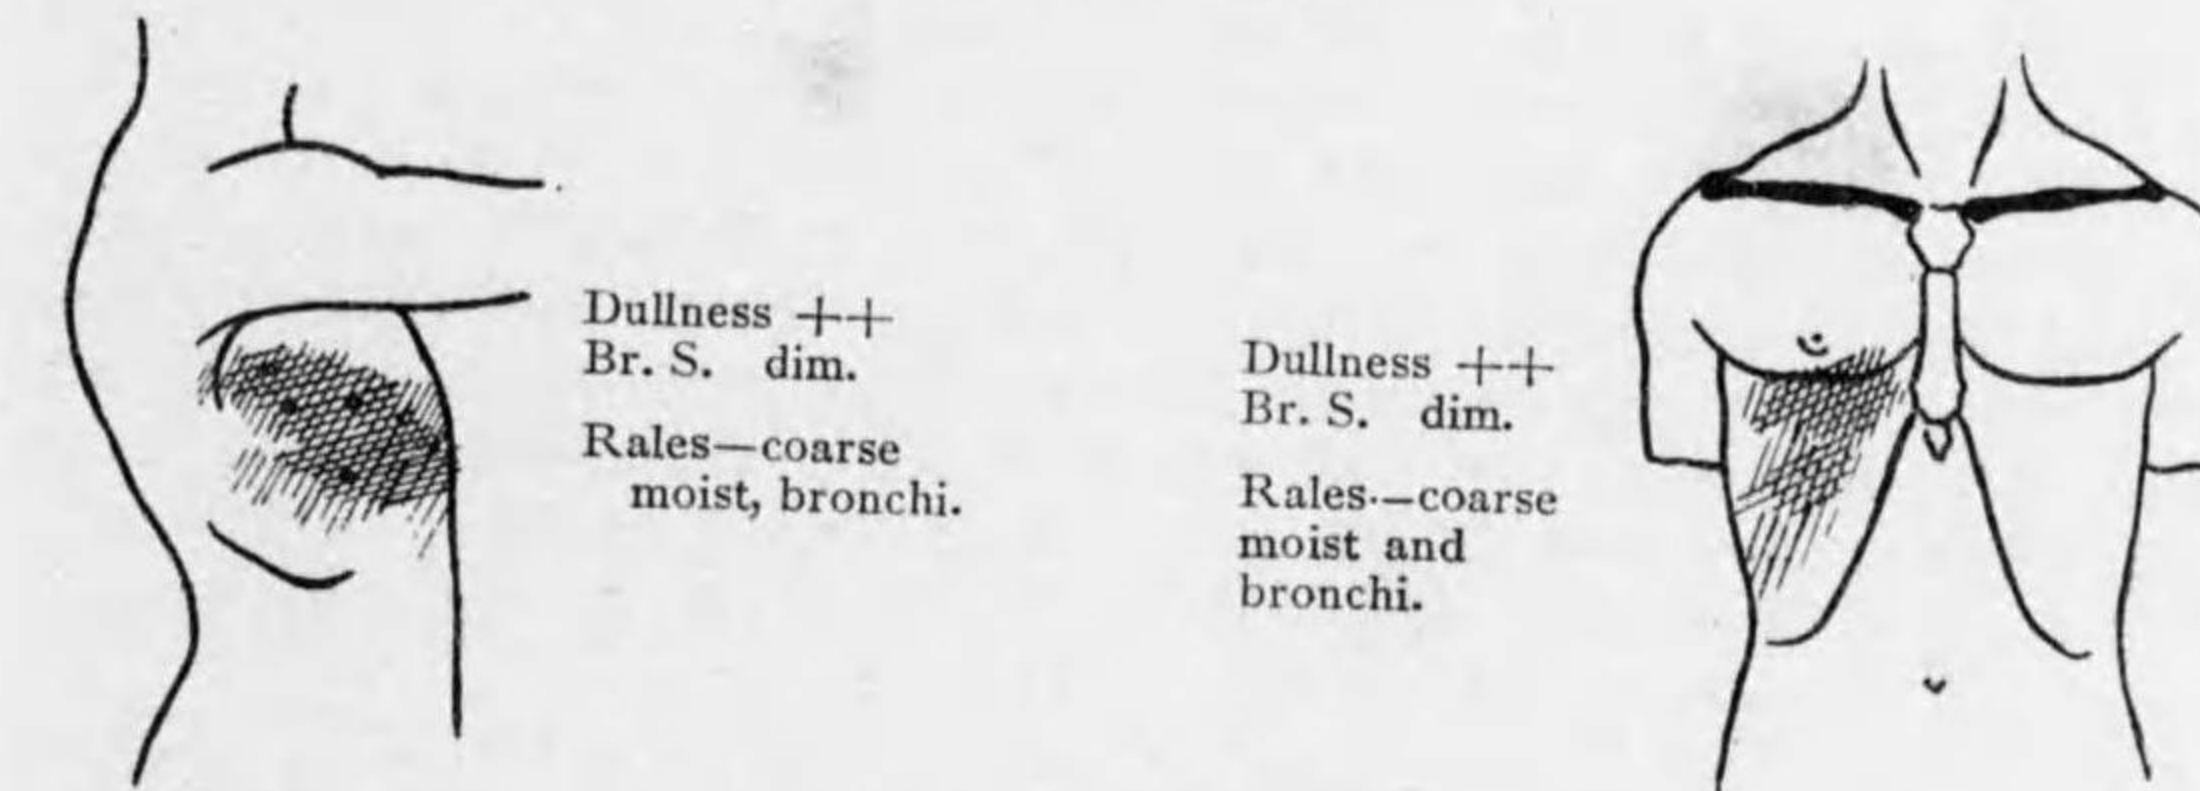 Dullness ++
Br. S. dim.
Rales—coarse
moist, bronchi.
Dullness ++
Br. S. dim.
Rales.—coarse
moist and
bronchi.